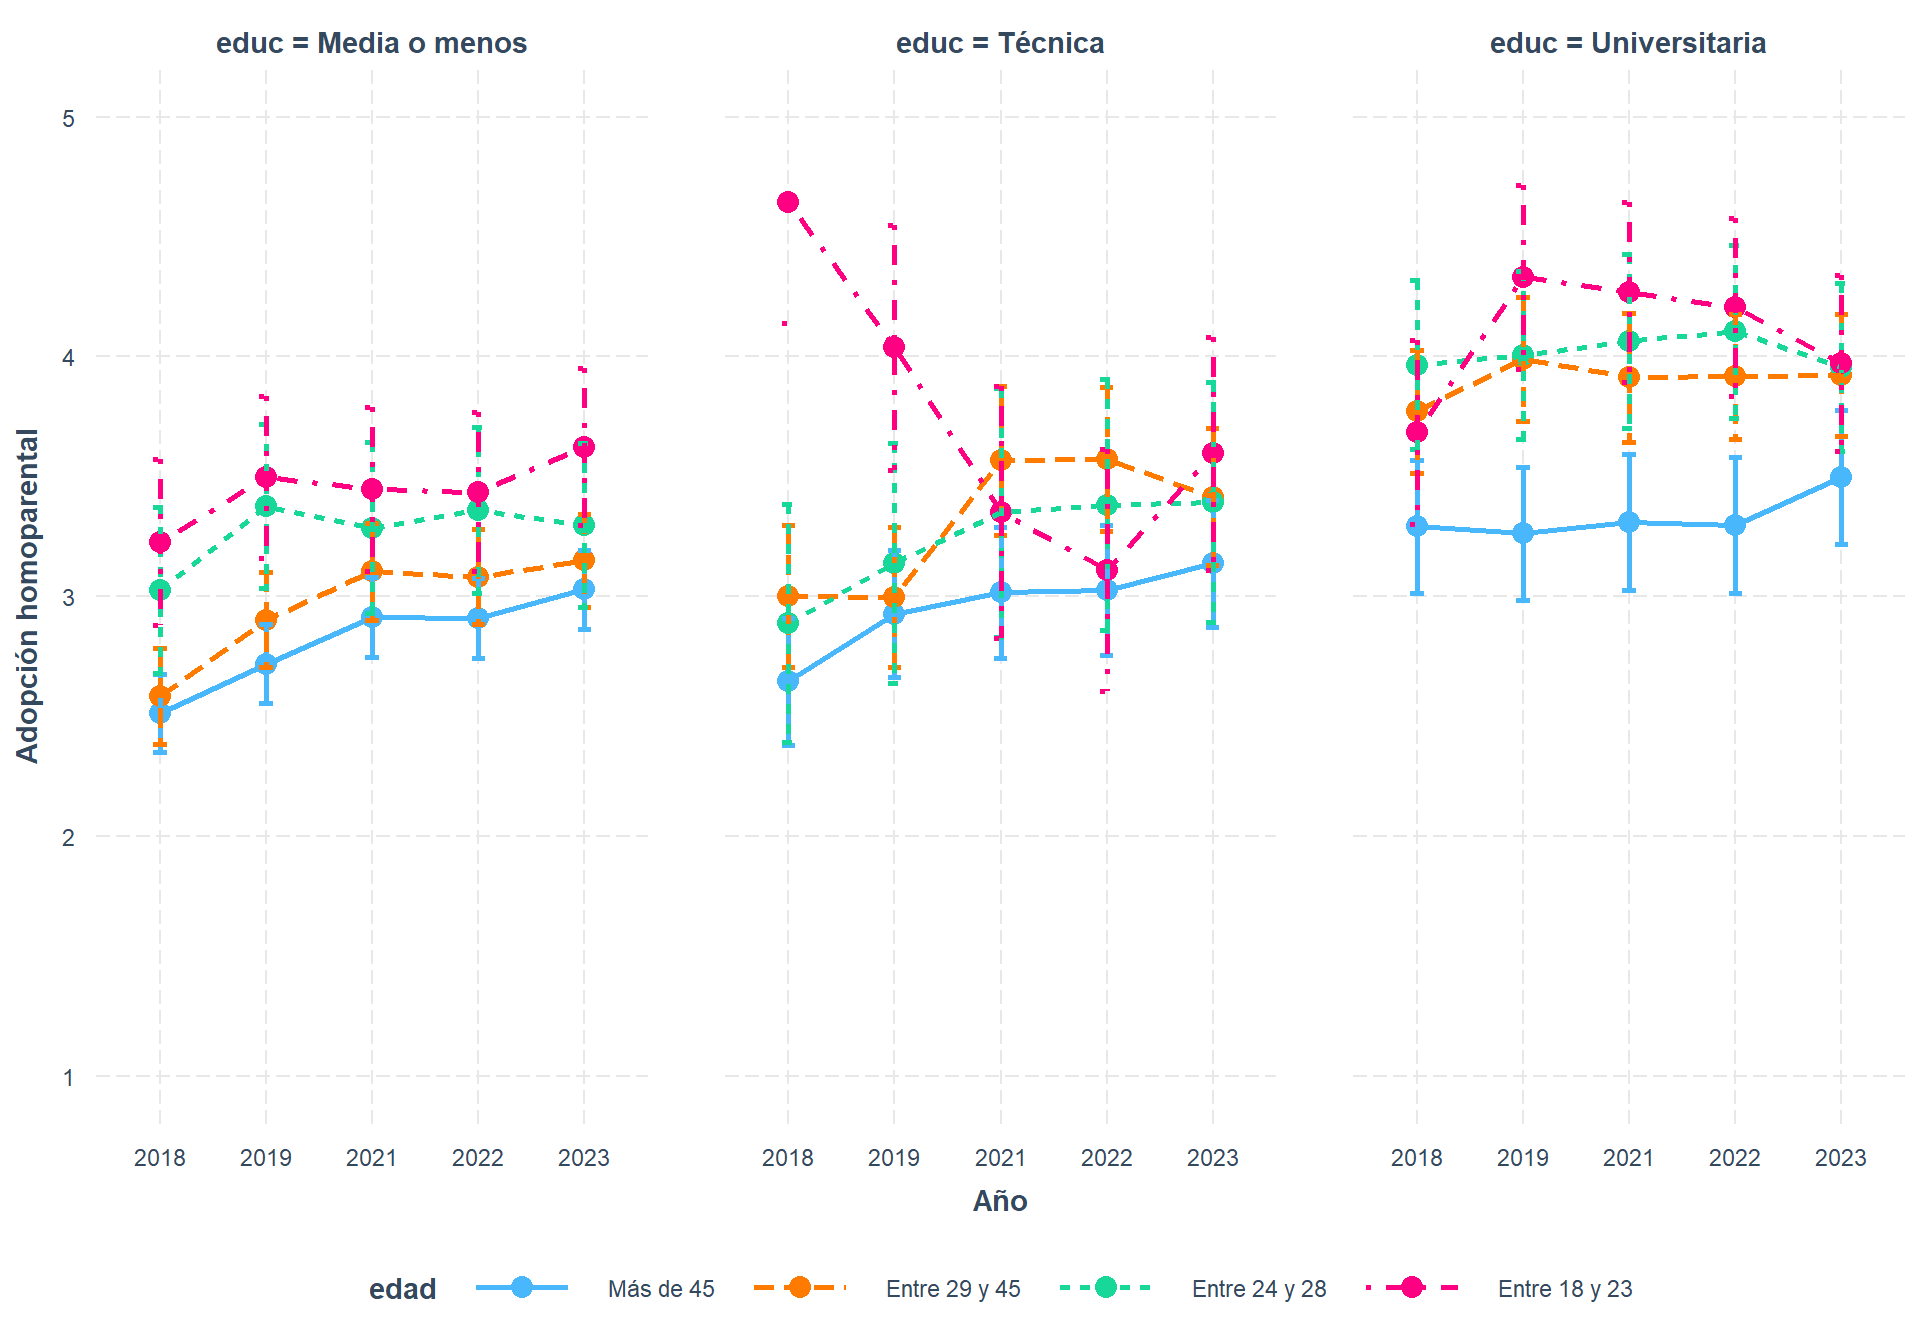 educ = Media o menos
educ = Técnica
educ = Universitaria
Adopción homoparental
5
4
3
2
1
2018 2019 2021 2022 2023
2018 2019 2021 2022 2023
2018 2019 2021 2022 2023
Año
edad Más de 45 Entre 29 y 45 Entre 24 y 28 Entre 18 y 23